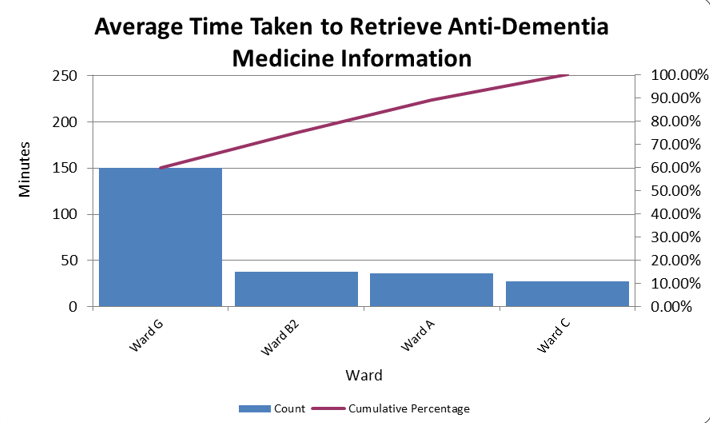 Average Time Taken to Retrieve Anti-Dementia
Medicine Information
250
200
150
100
50
0
Minutes
100.00%
90.00%
80.00%
70.00%
60.00%
50.00%
40.00%
30.00%
20.00%
10.00%
0.00%
Ward G
Ward B2
Ward A
Ward C
Ward
Count
Cumulative Percentage